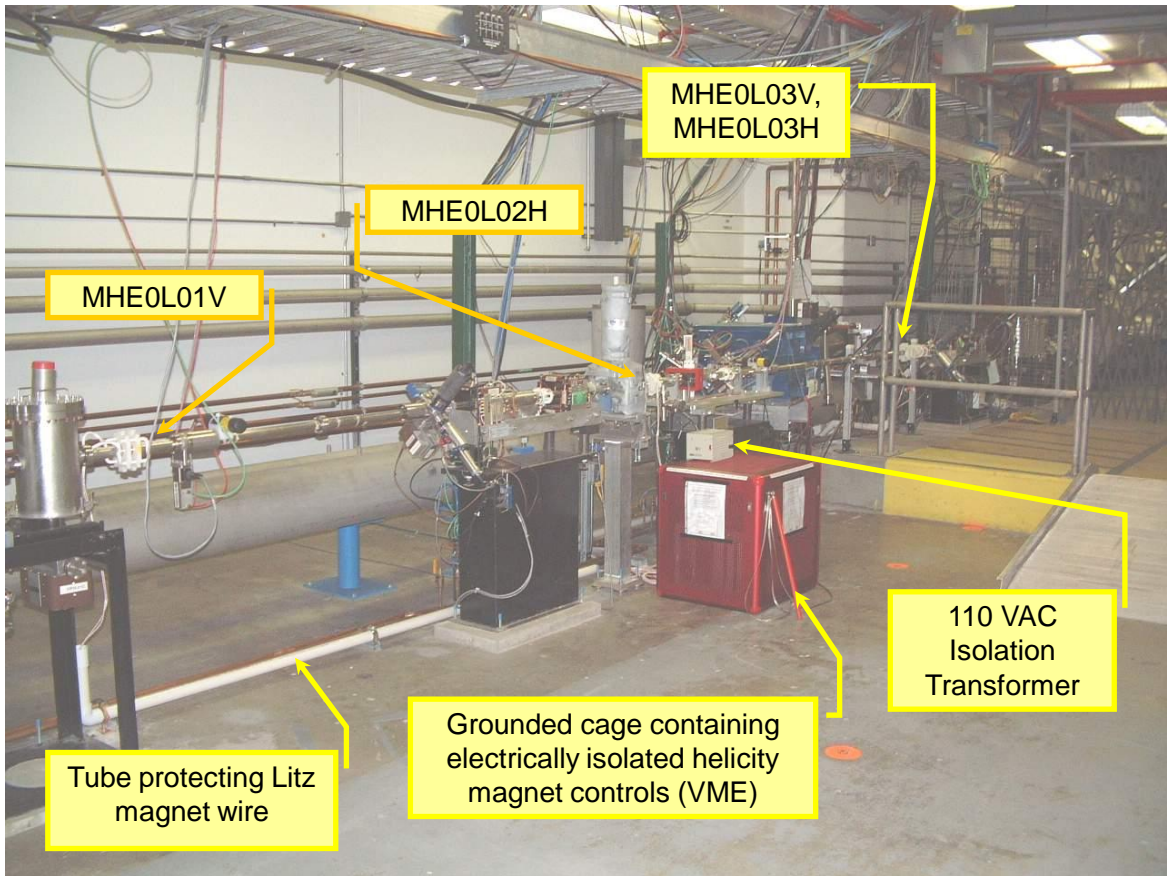 MHE0L03V,
MHE0L03H
MHE0L02H
MHE0L01V
110 VAC
Isolation
Transformer
Grounded cage containing
electrically isolated helicity
magnet controls (VME)
Tube protecting Litz
magnet wire